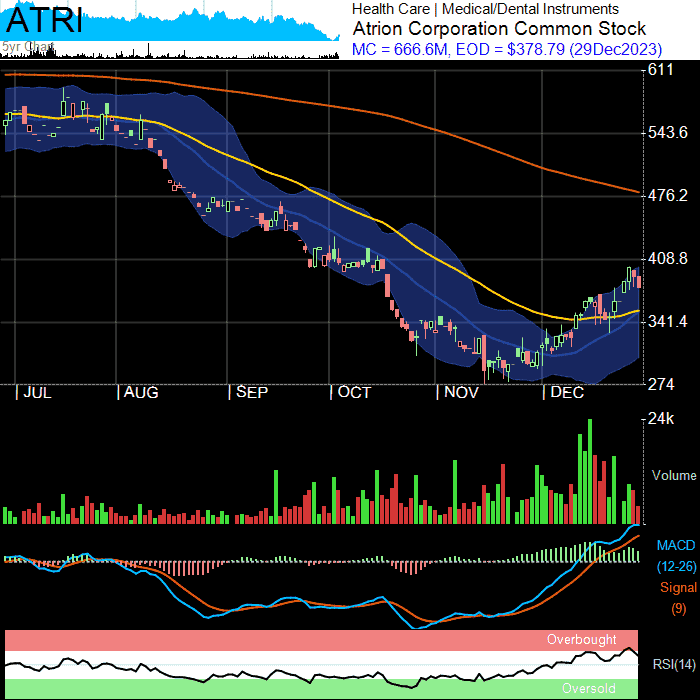 ATRI
5yr Chart
Health Care | Medical/Dental Instruments
Atrion Corporation Common Stock
MC = 666.6M, EOD = $378.79 (29Dec2023)
611
543.6
476.2
408.8
341.4
274
| JUL | AUG | SEP | OCT | NOV | DEC
24k
Volume
MACD
(12-26)
Signal
(9)
Overbought
RSI(14)
Oversold